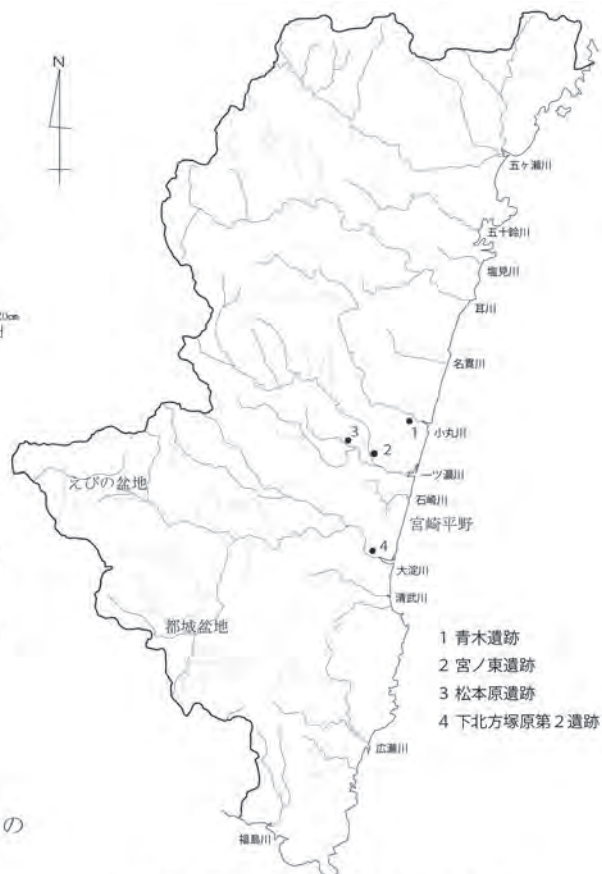 N
五ヶ瀬川
五十鈴川
塩見川
耳川
名貫川
1
小丸川
3
2
一ツ瀬川
石崎川
えびの盆地
宮崎平野
4
大淀川
清武川
都城盆地
1 青木遺跡
2 宮ノ東遺跡
3 松本原遺跡
4 下北方塚原第2遺跡
広瀬川
の
福島川